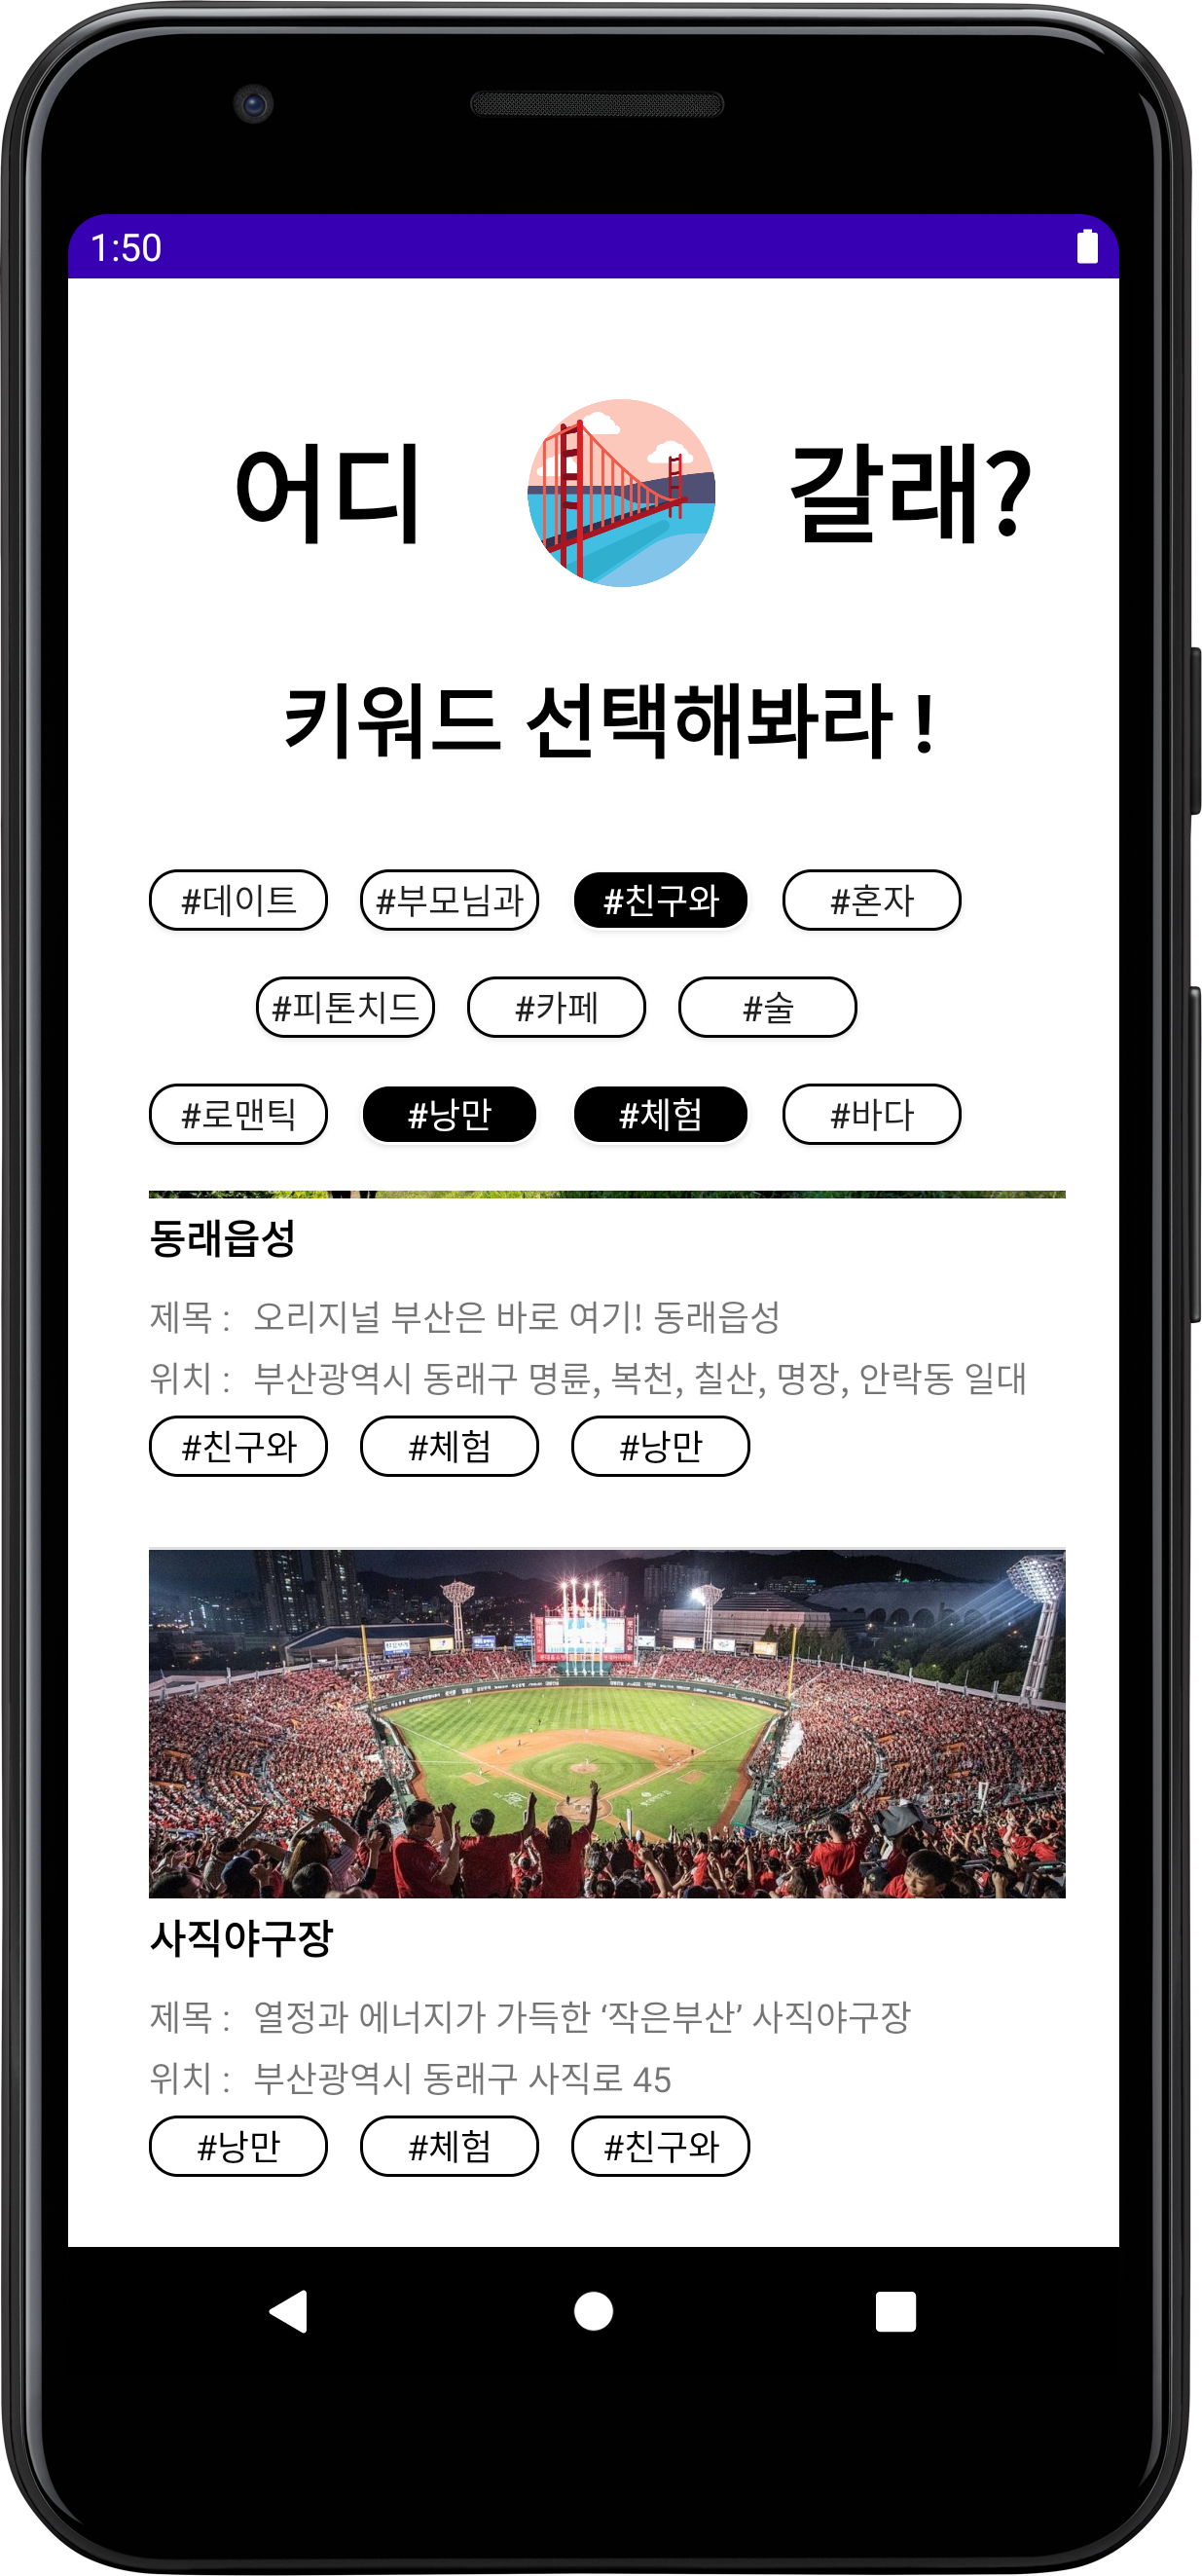 1:50
어디 갈래?
키워드 선택해봐라 !
#데이트 #부모님과 #친구와 #혼자
#피톤치드 #카페 #술
#로맨틱 #낭만 #체험 #바다
동래읍성
제목 : 오리지널 부산은 바로 여기! 동래읍성
위치 : 부산광역시 동래구 명륜, 복천, 칠산, 명장, 안락동 일대
#친구와 #체험 #낭만
사직야구장
제목 : 열정과 에너지가 가득한 ‘작은부산’ 사직야구장
위치 : 부산광역시 동래구 사직로 45
#낭만 #체험 #친구와